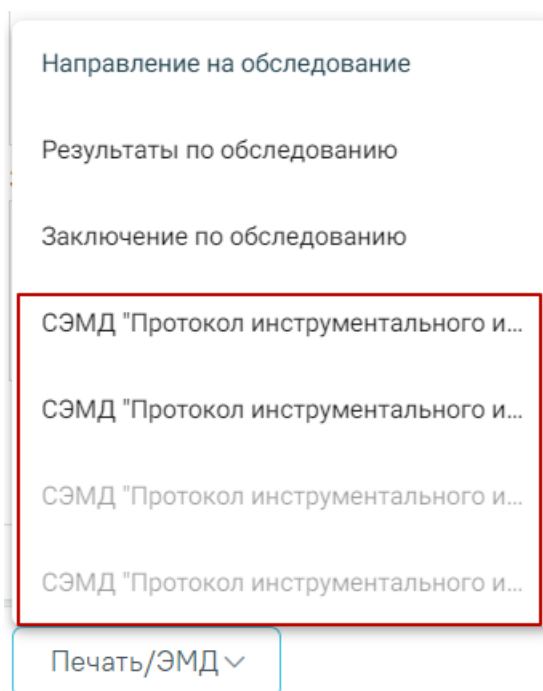 Направление на обследование
Результаты по обследованию
Заключение по обследованию
СЭМД "Протокол инструментального и...
СЭМД "Протокол инструментального и...
СЭМД "Протокол инструментального и...
СЭМД "Протокол инструментального и...
Печать/ЭМД